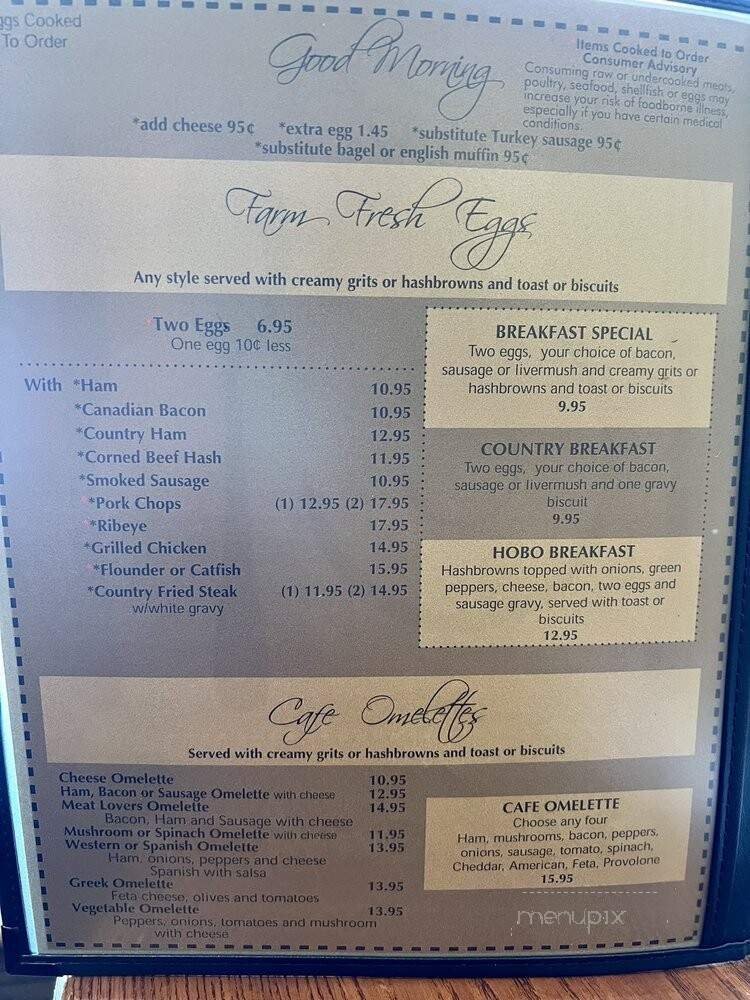 ggs Cooked
To Order
Good Morning
Items Cooked to Order
Consumer Advisory
Consuming raw or undercooked meats,
poultry, seafood, shellfish or eggs may
increase your risk of foodborne illness,
especially if you have certain medical
conditions.
*add cheese 95¢ *extra egg 1.45 *substitute Turkey sausage 95¢
*substitute bagel or english muffin 95¢
Farm Fresh Eggs
Any style served with creamy grits or hashbrowns and toast or biscuits
Two Eggs 6.95
One egg 10¢ less
With *Ham 10.95
*Canadian Bacon 10.95
*Country Ham 12.95
*Corned Beef Hash 11.95
*Smoked Sausage 10.95
*Pork Chops (1) 12.95 (2) 17.95
*Ribeye 17.95
*Grilled Chicken 14.95
*Flounder or Catfish 15.95
*Country Fried Steak (1) 11.95 (2) 14.95
w/white gravy
BREAKFAST SPECIAL
Two eggs, your choice of bacon,
sausage or livermush and creamy grits or
hashbrowns and toast or biscuits
9.95
COUNTRY BREAKFAST
Two eggs, your choice of bacon,
sausage or livermush and one gravy
biscuit
9.95
HOBO BREAKFAST
Hashbrowns topped with onions, green
peppers, cheese, bacon, two eggs and
sausage gravy, served with toast or
biscuits
12.95
Cafe Omelettes
Served with creamy grits or hashbrowns and toast or biscuits
Cheese Omelette 10.95
Ham, Bacon or Sausage Omelette with cheese 12.95
Meat Lovers Omelette 14.95
Bacon, Ham and Sausage with cheese
Mushroom or Spinach Omelette with cheese 11.95
Western or Spanish Omelette 13.95
Ham, onions, peppers and cheese
Spanish with salsa
Greek Omelette 13.95
Feta cheese, olives and tomatoes
Vegetable Omelette 13.95
Peppers, onions, tomatoes and mushroom
with cheese
CAFE OMELETTE
Choose any four
Ham, mushrooms, bacon, peppers,
onions, sausage, tomato, spinach,
Cheddar, American, Feta, Provolone
15.95
menupix